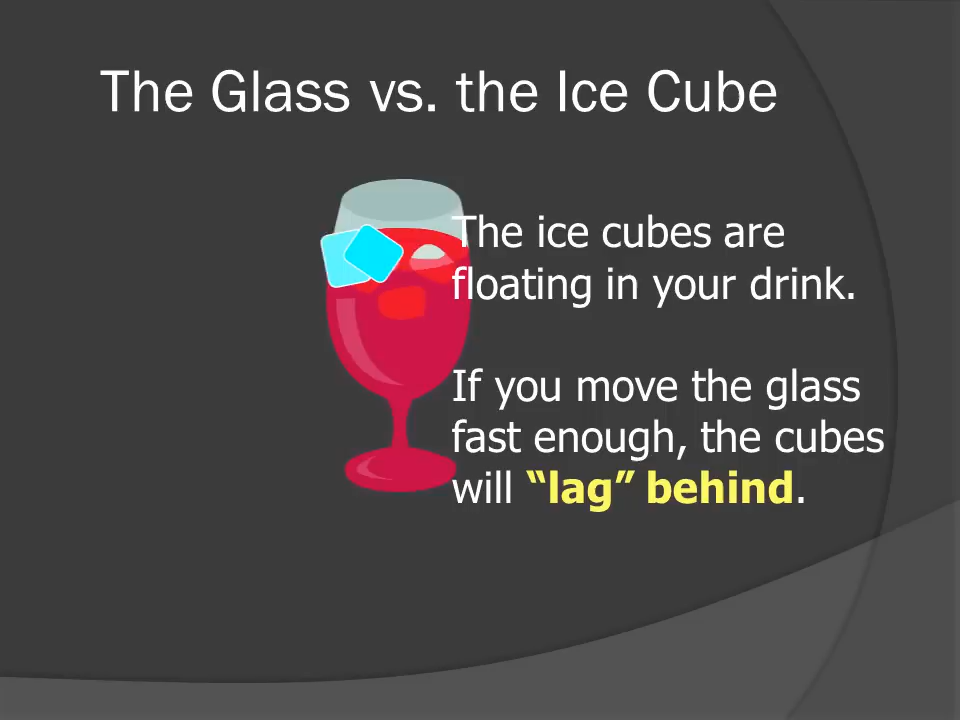 The Glass vs. the Ice Cube
The ice cubes are
floating in your drink.
If you move the glass
fast enough, the cubes
will “lag” behind.